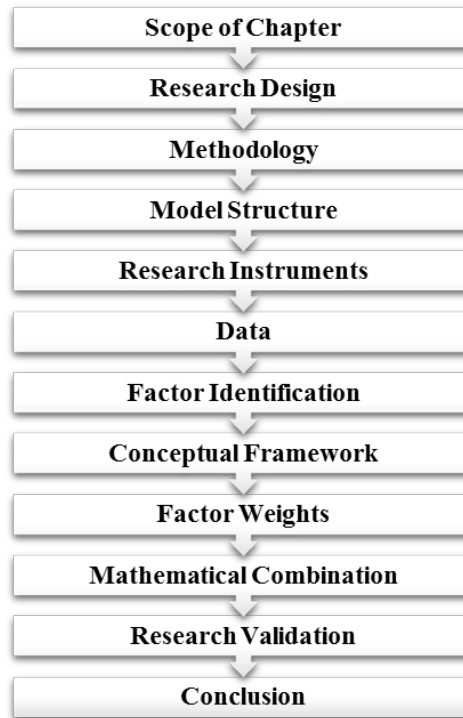 Scope of Chapter
Research Design
Methodology
Model Structure
Research Instruments
Data
Factor Identification
Conceptual Framework
Factor Weights
Mathematical Combination
Research Validation
Conclusion